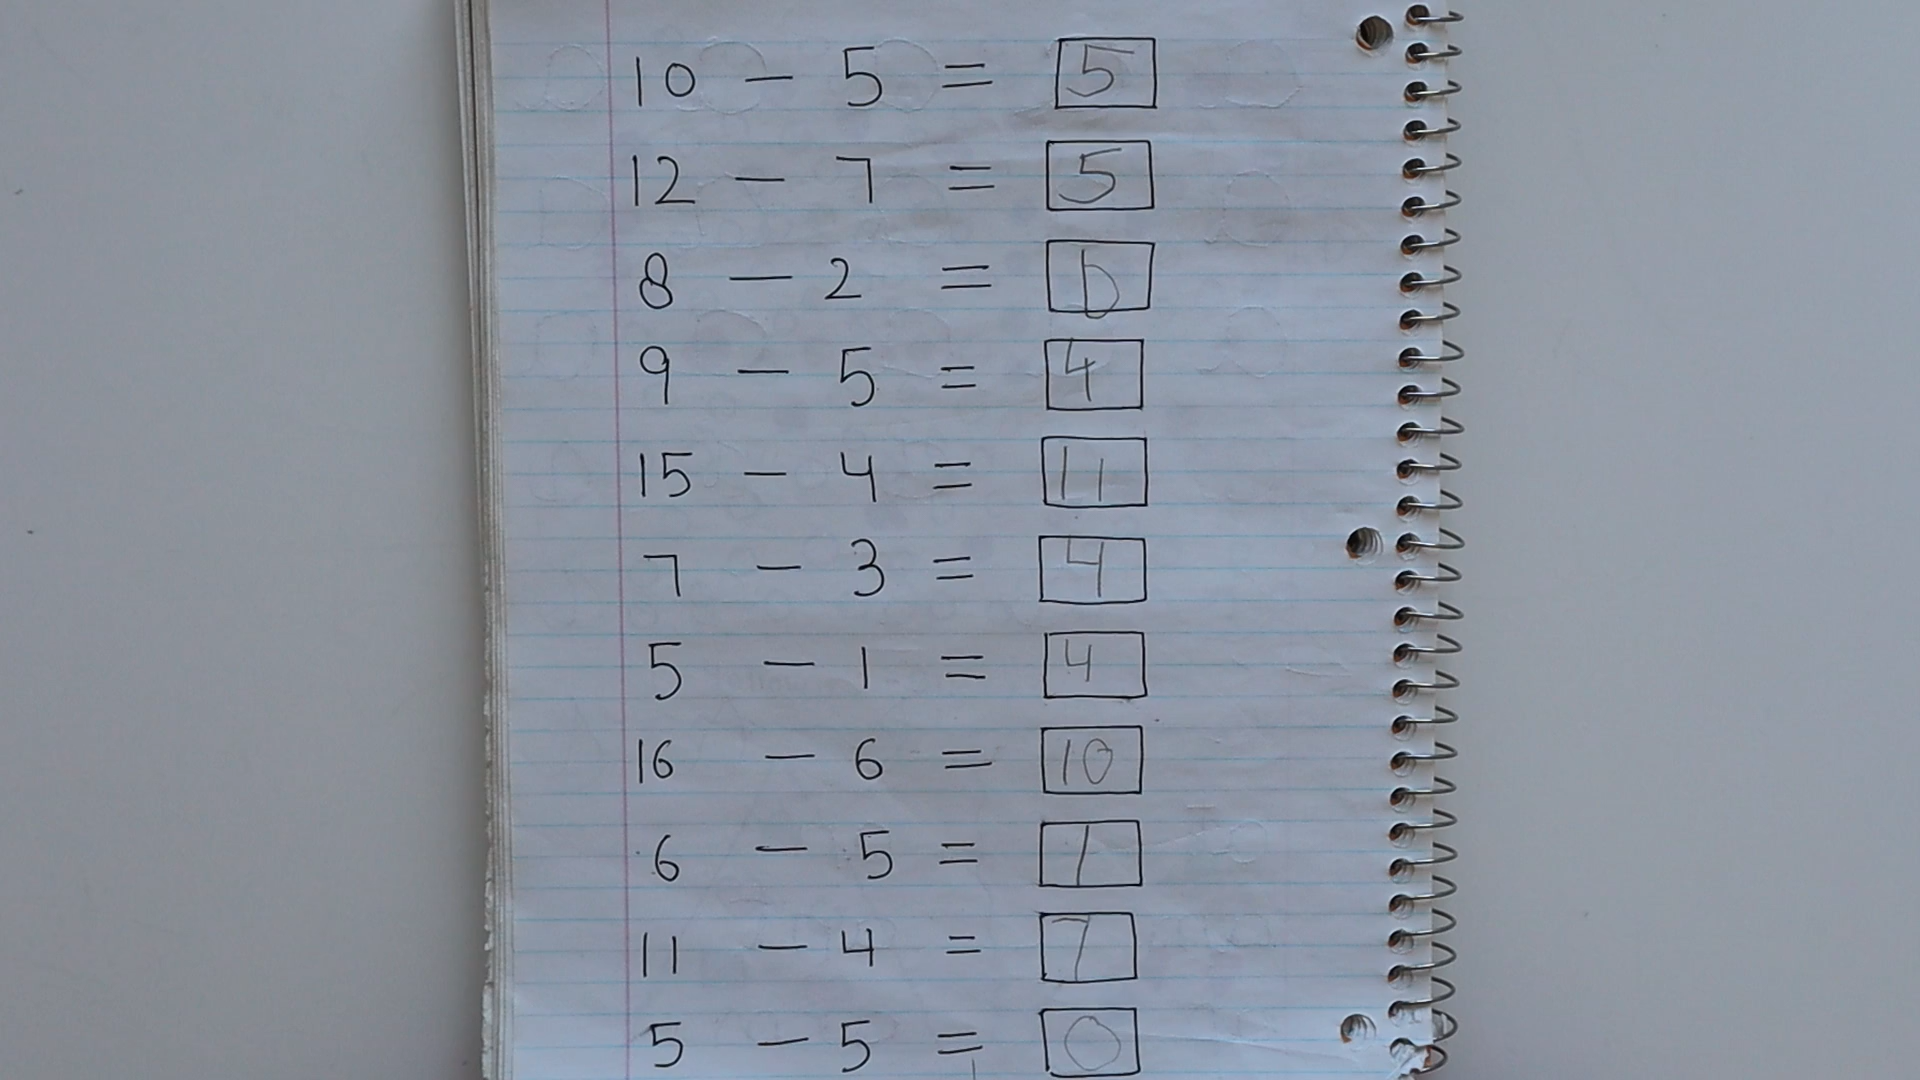 10 - 5 = 5
12 - 7 = 5
8 - 2 = 6
9 - 5 = 4
15 - 4 = 11
7 - 3 = 4
5 - 1 = 4
16 - 6 = 10
6 - 5 = 1
11 - 4 = 7
5 - 5 = 0